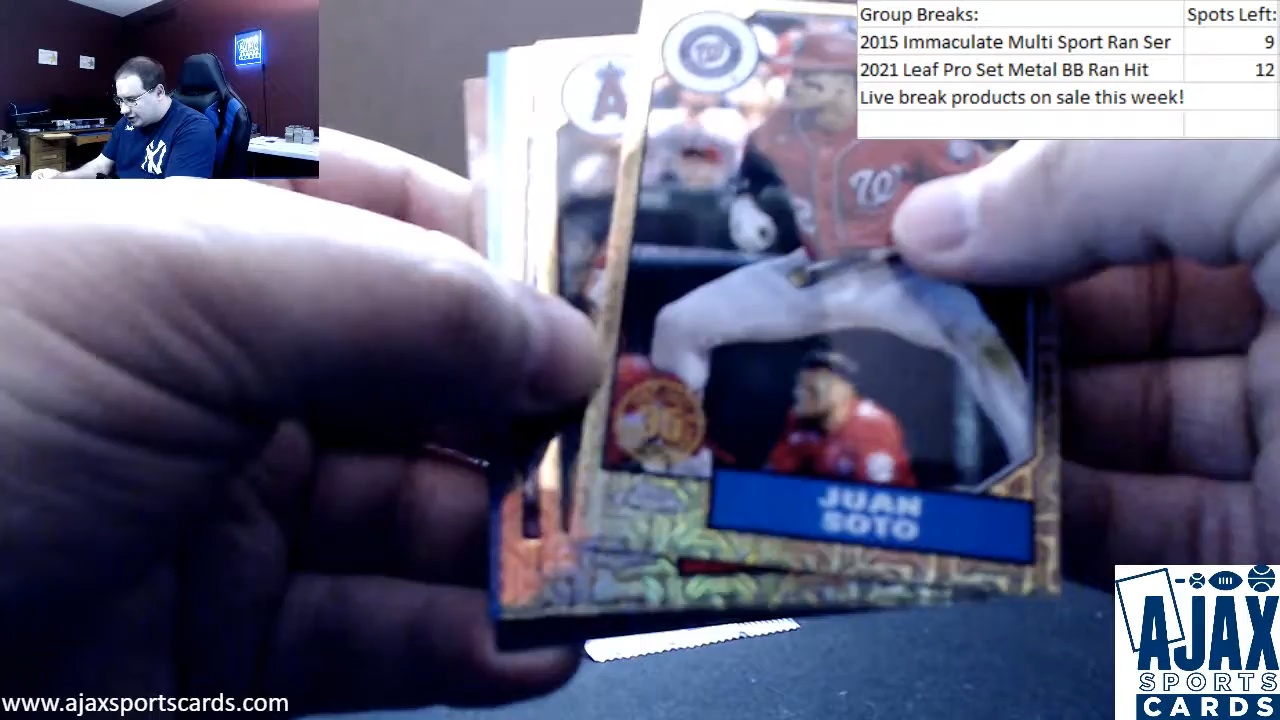 Group Breaks: Spots Left:
2015 Immaculate Multi Sport Ran Ser 9
2021 Leaf Pro Set Metal BB Ran Hit 12
Live break products on sale this week!
W
A
W
JUAN
SOTO
AJAX
SPORTS
CARDS
www.ajaxsportscards.com